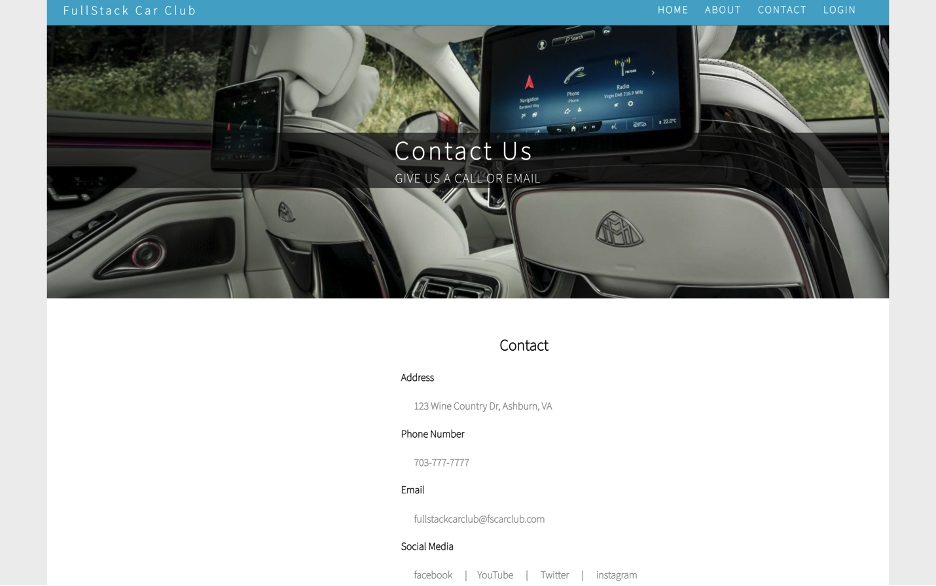 FullStack Car Club
HOME ABOUT CONTACT LOGIN
Search
Navigation
Phone
Radio
Contact Us
GIVE US A CALL OR EMAIL
Contact
Address
123 Wine Country Dr, Ashburn, VA
Phone Number
703-777-7777
Email
fullstackcarclub@fscarclub.com
Social Media
facebook | YouTube | Twitter | instagram